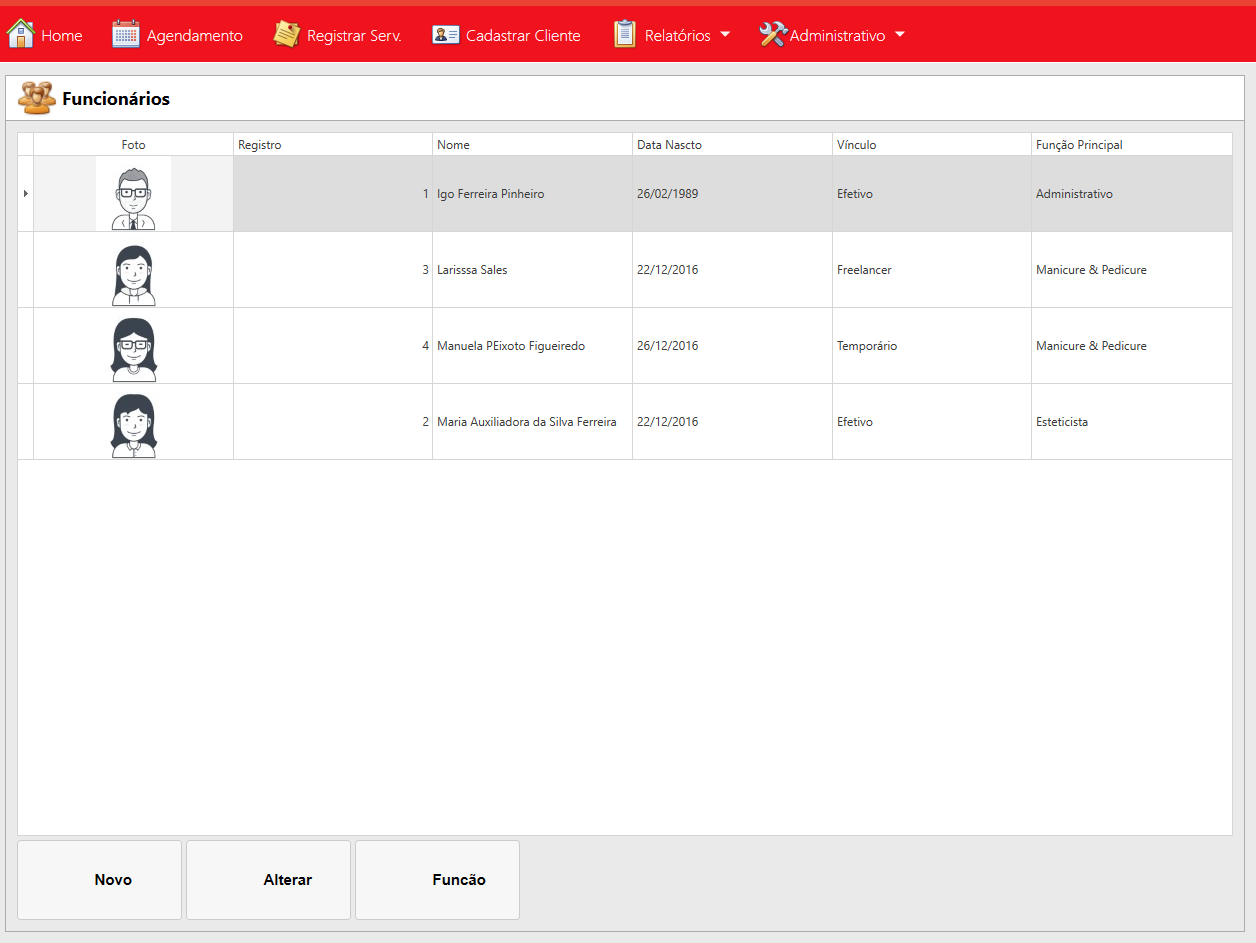 Home Agendamento Registrar Serv. Cadastrar Cliente Relatórios Administrativo
Funcionários
Foto Registro Nome Data Nascto Vínculo Função Principal
1 Igo Ferreira Pinheiro 26/02/1989 Efetivo Administrativo
3 Larisssa Sales 22/12/2016 Freelancer Manicure & Pedicure
4 Manuela PEixoto Figueiredo 26/12/2016 Temporário Manicure & Pedicure
2 Maria Auxiliadora da Silva Ferreira 22/12/2016 Efetivo Esteticista
Novo Alterar Funcão